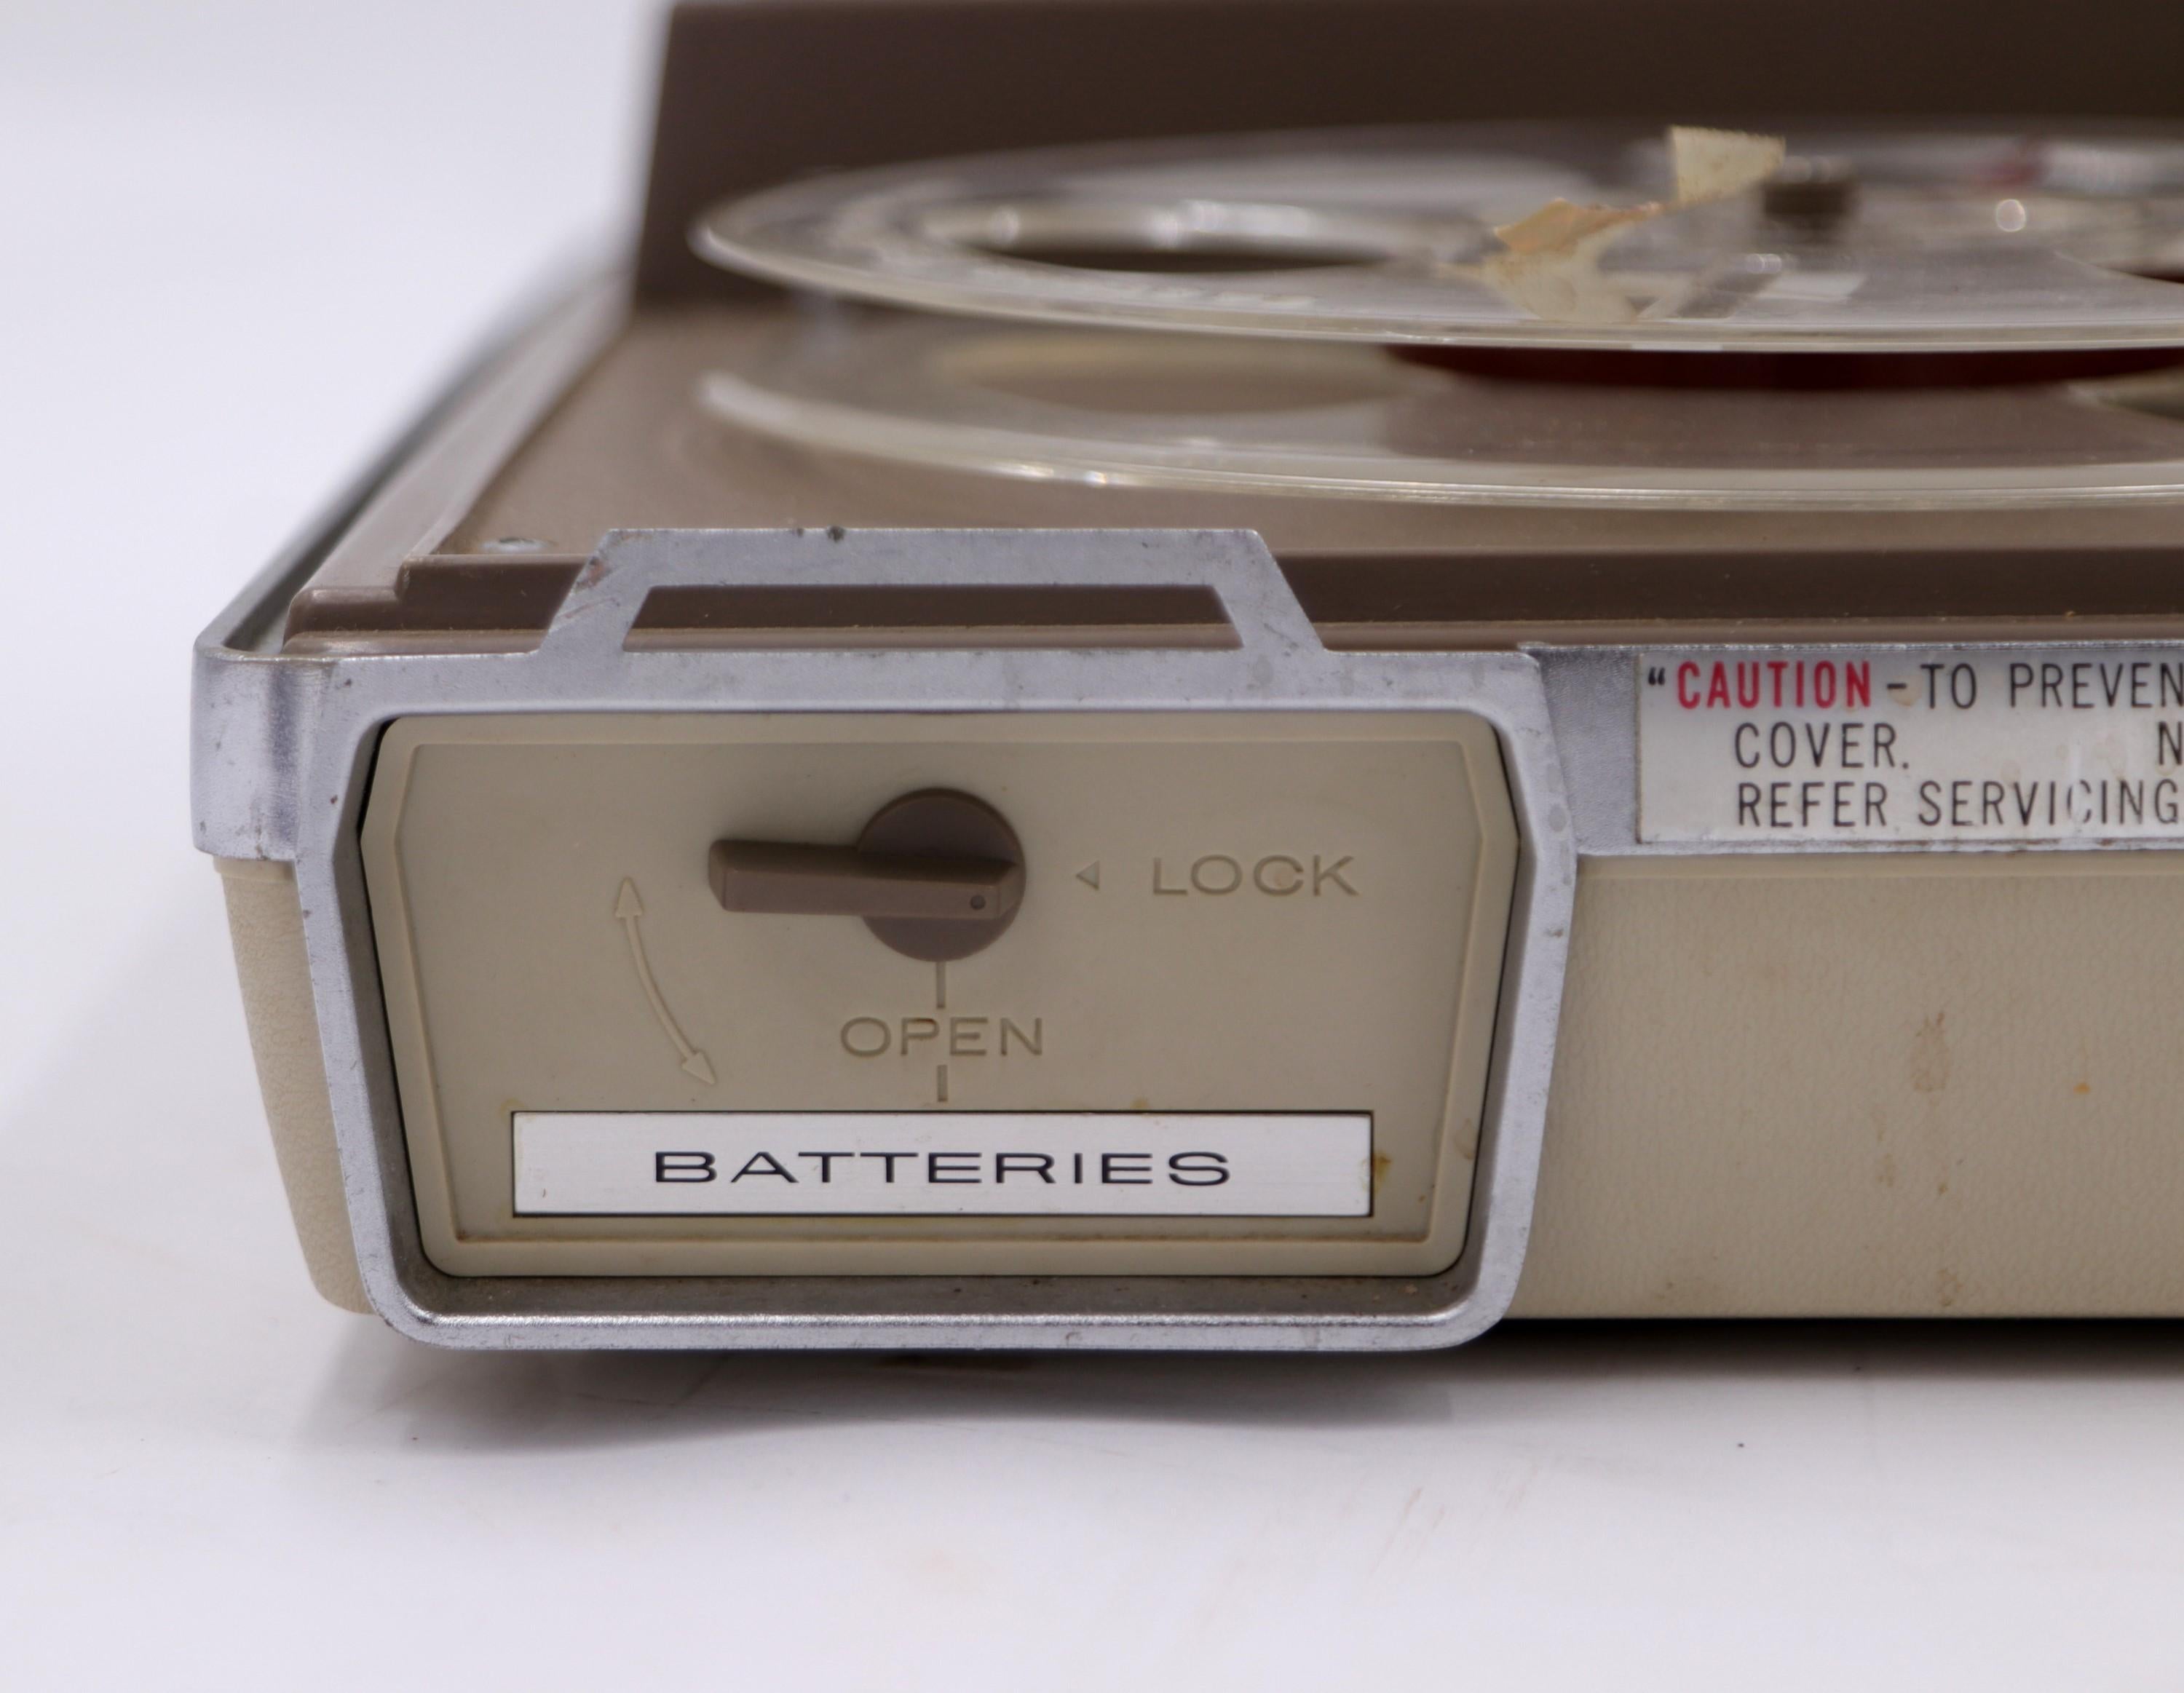 "CAUTION - TO PREVEN
COVER. N
REFER SERVICING
LOCK
OPEN
BATTERIES